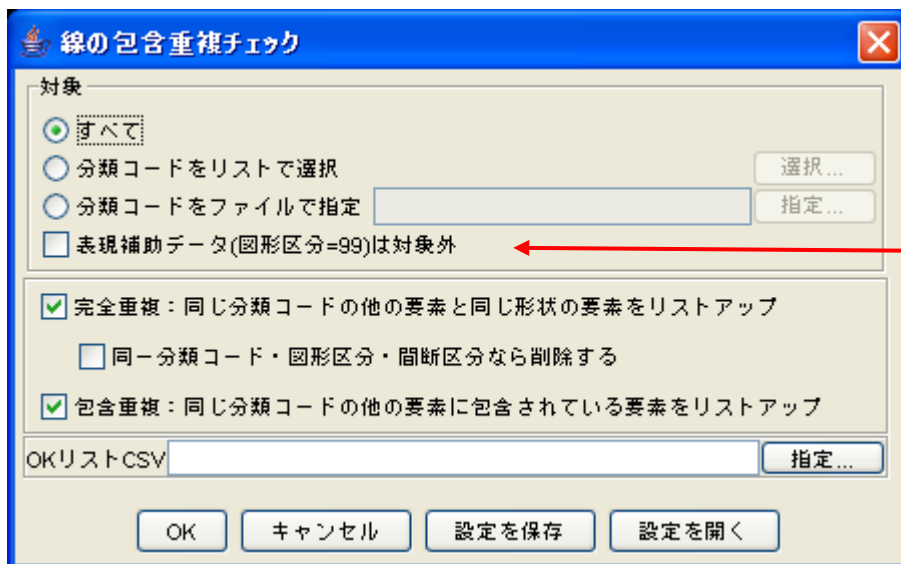 線の包含重複チェック
対象
すべて
分類コードをリストで選択 選択...
分類コードをファイルで指定 指定...
表現補助データ(図形区分=99)は対象外
完全重複：同じ分類コードの他の要素と同じ形状の要素をリストアップ
同一分類コード・図形区分・間断区分なら削除する
包含重複：同じ分類コードの他の要素に包含されている要素をリストアップ
OKリストCSV 指定...
OK キャンセル 設定を保存 設定を開く